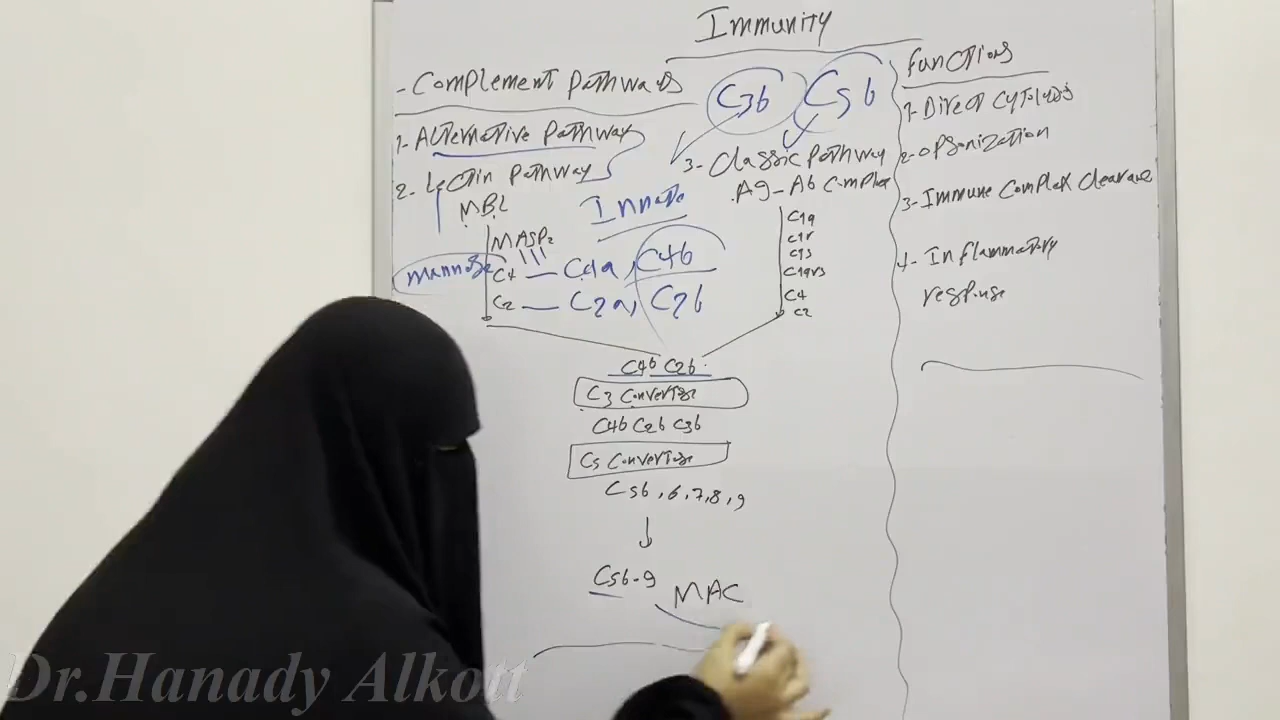 Immunity
- Complement Pathways
1- Alternative Pathway
2- Lectin Pathway
MBL
MASP2
mannose
C4 — C4a, C4b
C2 — C2a, C2b
Innate
C3b C5b
3- Classic Pathway
Ag - Ab Complex
C1q
C1r
C1s
C1qrs
C4
C2
C4b C2b
C3 Convertase
C4b C2b C3b
C5 Convertase
C5b, 6, 7, 8, 9
C5b-9 MAC
Functions
1- Direct Cytolysis
2- opsonization
3- Immune Complex Clearance
4- Inflammatory
response
Dr.Hanady Alkott